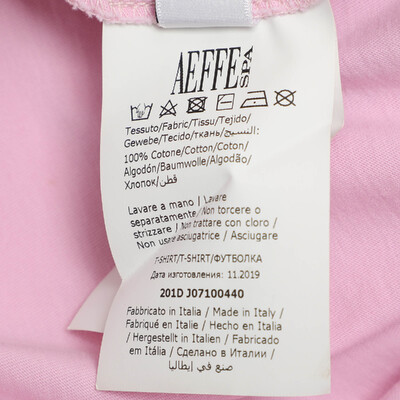 AEFFE SPA
Tessuto/Fabric/Tissu/Tejido/
Gewebe/Tecido/ткань/النسيج:
100% Cotone/Cotton/Coton/
Algodón/Baumwolle/Algodão/
Хлопок/قطن
Lavare a mano / Lavare
separatamente / Non torcere o
strizzare / Non trattare con cloro /
Non usare asciugatrice / Asciugare
T-SHIRT/T-SHIRT/ФУТБОЛКА
Дата изготовления: 11.2019
201D J07100440
Fabbricato in Italia / Made in Italy /
Fabriqué en Italie / Hecho en Italia
/ Hergestellt in Italien / Fabricado
em Itália / Сделано в Италии /
صنع في إيطاليا